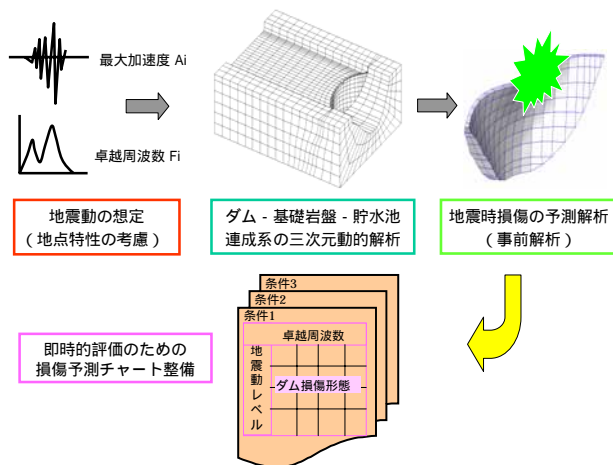 最大加速度 Ai
卓越周波数 Fi
地震動の想定
(地点特性の考慮)
ダム - 基礎岩盤 - 貯水池
連成系の三次元動的解析
地震時損傷の予測解析
(事前解析)
即時的評価のための
損傷予測チャート整備
条件3
条件2
条件1
卓越周波数
地震動レベル
ダム損傷形態